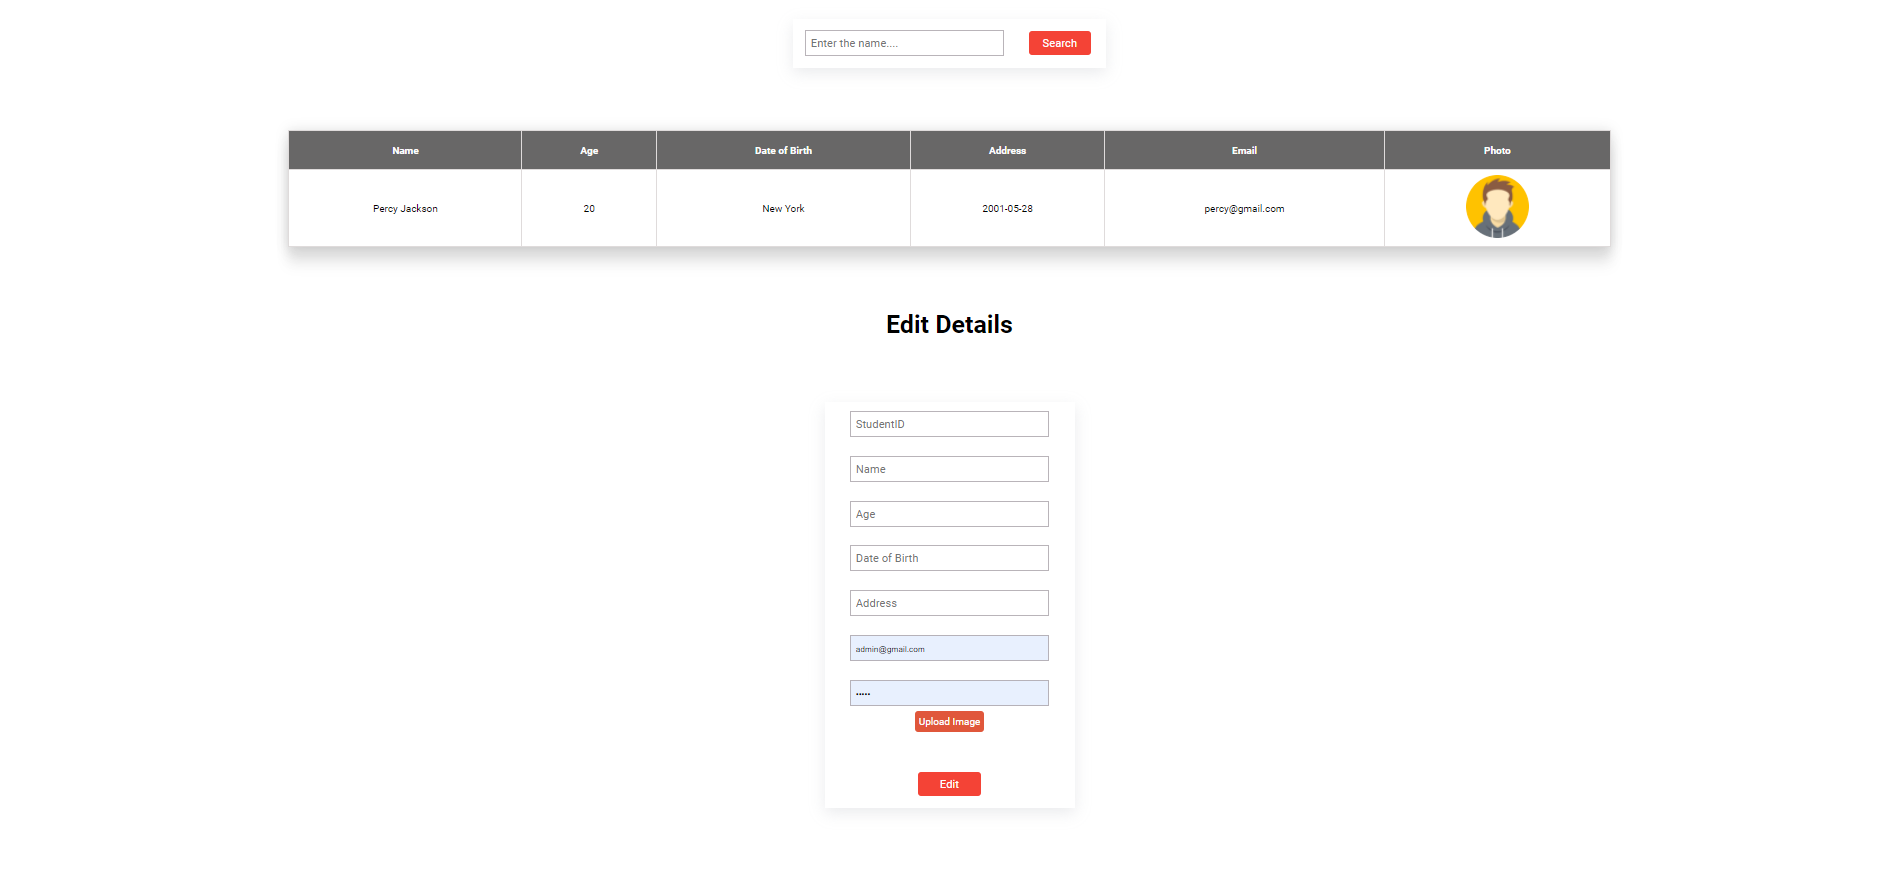 Enter the name.... Search
Name Age Date of Birth Address Email Photo
Percy Jackson 20 New York 2001-05-28 percy@gmail.com
Edit Details
StudentID
Name
Age
Date of Birth
Address
admin@gmail.com
•••••
Upload Image
Edit